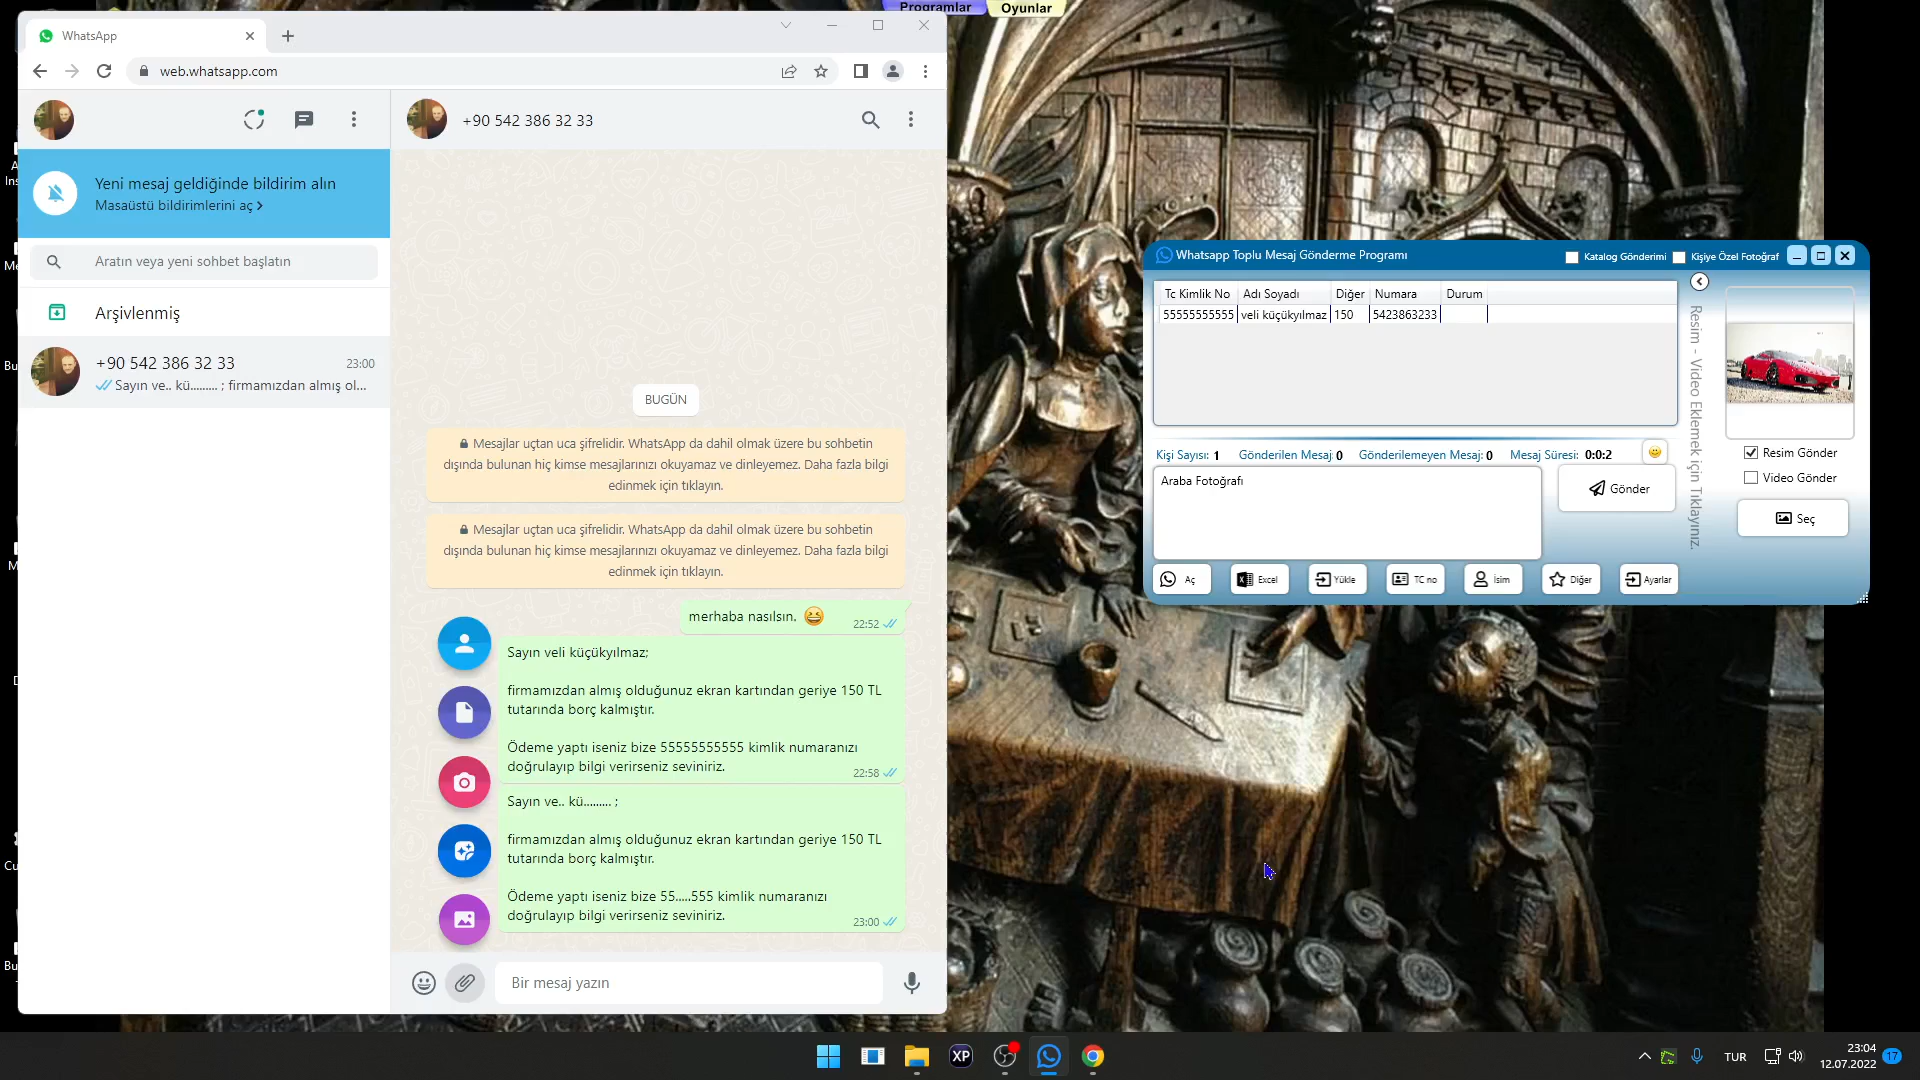 Programlar
Oyunlar
WhatsApp
web.whatsapp.com
Yeni mesaj geldiğinde bildirim alın
Masaüstü bildirimlerini aç
Aratın veya yeni sohbet başlatın
Arşivlenmiş
+90 542 386 32 33
23:00
Sayın ve.. kü......... ; firmamızdan almış ol...
+90 542 386 32 33
BUGÜN
Mesajlar uçtan uca şifrelidir. WhatsApp da dahil olmak üzere bu sohbetin
dışında bulunan hiç kimse mesajlarınızı okuyamaz ve dinleyemez. Daha fazla bilgi
edinmek için tıklayın.
Mesajlar uçtan uca şifrelidir. WhatsApp da dahil olmak üzere bu sohbetin
dışında bulunan hiç kimse mesajlarınızı okuyamaz ve dinleyemez. Daha fazla bilgi
edinmek için tıklayın.
merhaba nasılsın. 😆
22:52
Sayın veli küçükyılmaz;
firmamızdan almış olduğunuz ekran kartından geriye 150 TL
tutarında borç kalmıştır.
Ödeme yaptı iseniz bize 55555555555 kimlik numaranızı
doğrulayıp bilgi verirseniz seviniriz.
22:58
Sayın ve.. kü......... ;
firmamızdan almış olduğunuz ekran kartından geriye 150 TL
tutarında borç kalmıştır.
Ödeme yaptı iseniz bize 55.....555 kimlik numaranızı
doğrulayıp bilgi verirseniz seviniriz.
23:00
Bir mesaj yazın
Whatsapp Toplu Mesaj Gönderme Programı
Katalog Gönderimi
Kişiye Özel Fotoğraf
Tc Kimlik No Adı Soyadı Diğer Numara Durum
55555555555 veli küçükyılmaz 150 5423863233
Resim - Video Eklemek için Tıklayınız.
Kişi Sayısı: 1 Gönderilen Mesaj: 0 Gönderilemeyen Mesaj: 0 Mesaj Süresi: 0:0:2
Araba Fotoğrafı
Gönder
Resim Gönder
Video Gönder
Seç
Aç
Excel
Yükle
TC no
İsim
Diğer
Ayarlar
XP
TUR
23:04
12.07.2022
17